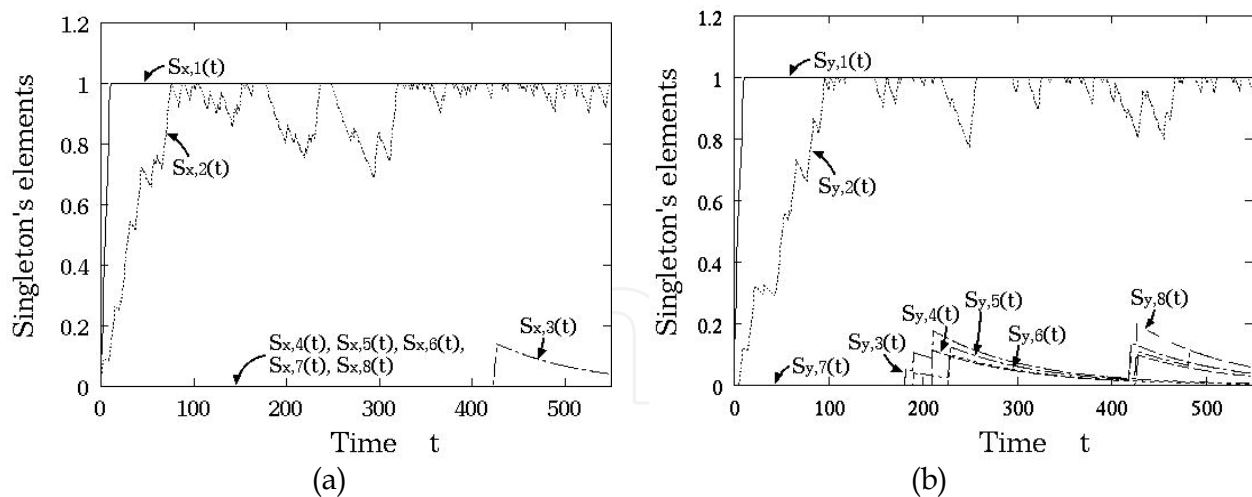 1.2
1
0.8
0.6
0.4
0.2
0
Singleton's elements
Sx,1(t)
Sx,2(t)
Sx,3(t)
Sx,4(t), Sx,5(t), Sx,6(t),
Sx,7(t), Sx,8(t)
0 100 200 300 400 500
Time t
(a)
1.2
1
0.8
0.6
0.4
0.2
0
Singleton's elements
Sy,1(t)
Sy,2(t)
Sy,3(t)
Sy,4(t)
Sy,5(t)
Sy,6(t)
Sy,7(t)
Sy,8(t)
0 100 200 300 400 500
Time t
(b)